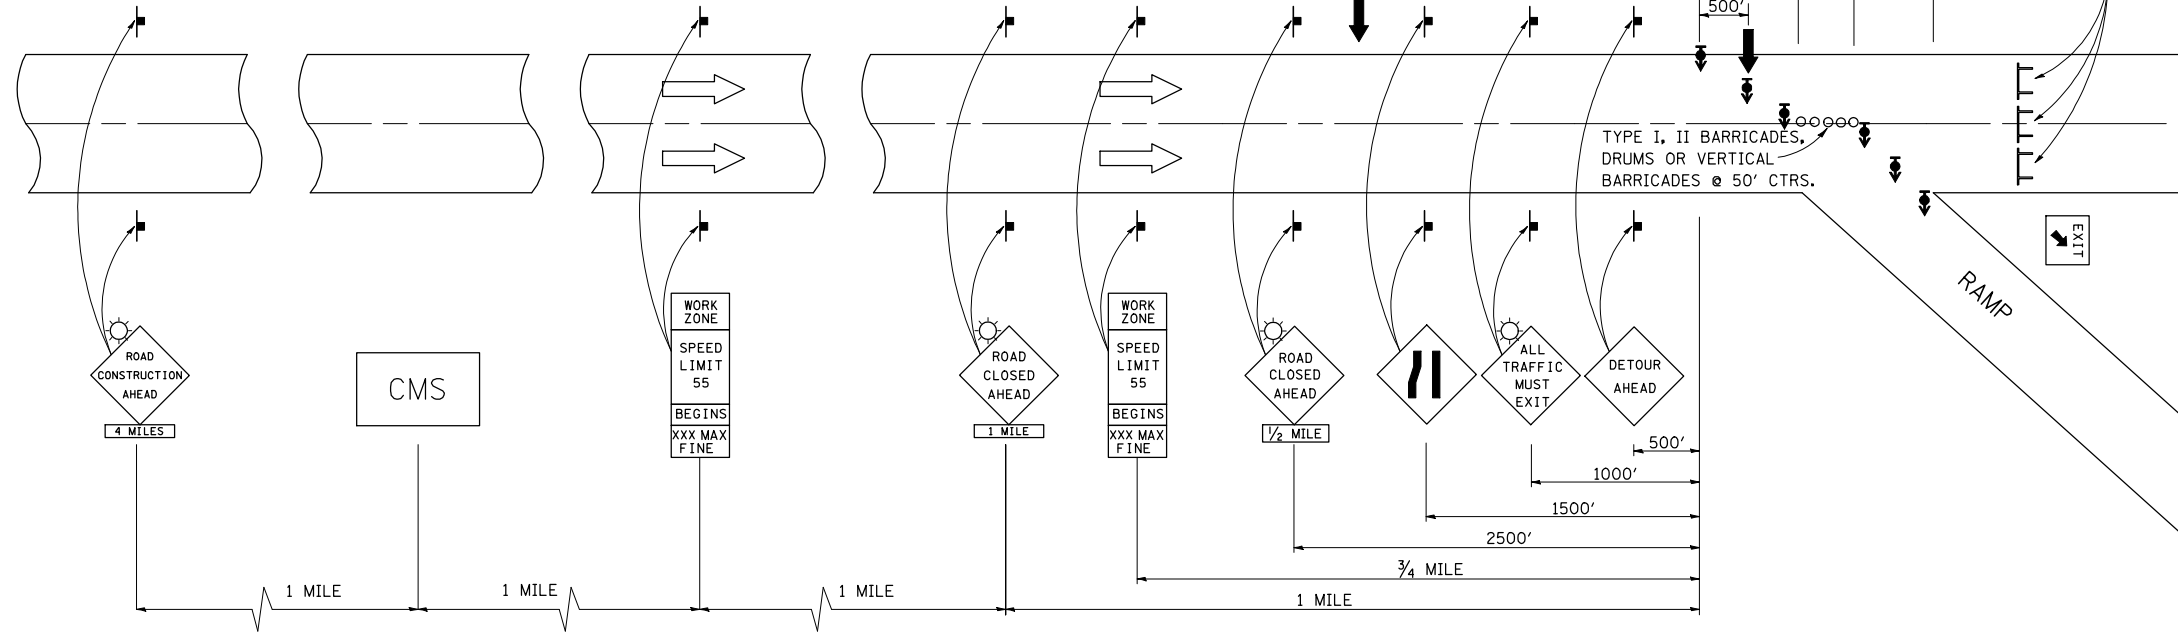 500'
TYPE I, II BARRICADES,
DRUMS OR VERTICAL
BARRICADES @ 50' CTRS.
EXIT
RAMP
ROAD
CONSTRUCTION
AHEAD
4 MILES
CMS
WORK
ZONE
SPEED
LIMIT
55
BEGINS
XXX MAX
FINE
ROAD
CLOSED
AHEAD
1 MILE
WORK
ZONE
SPEED
LIMIT
55
BEGINS
XXX MAX
FINE
ROAD
CLOSED
AHEAD
1/2 MILE
ALL
TRAFFIC
MUST
EXIT
DETOUR
AHEAD
500'
1000'
1500'
2500'
3/4 MILE
1 MILE
1 MILE
1 MILE
1 MILE